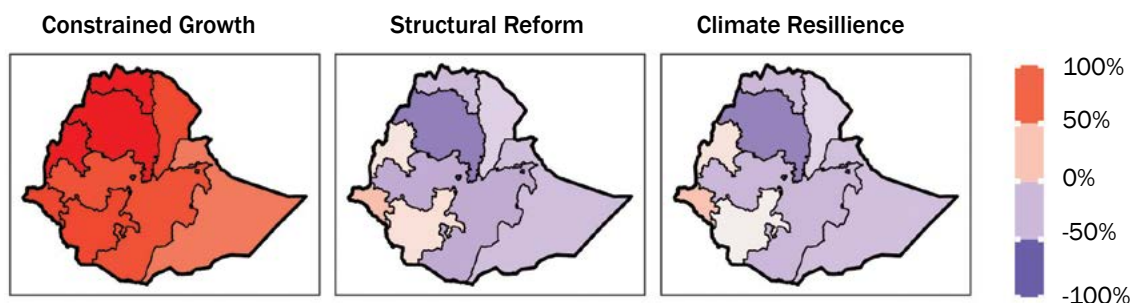 Constrained Growth
Structural Reform
Climate Resillience
100%
50%
0%
-50%
-100%